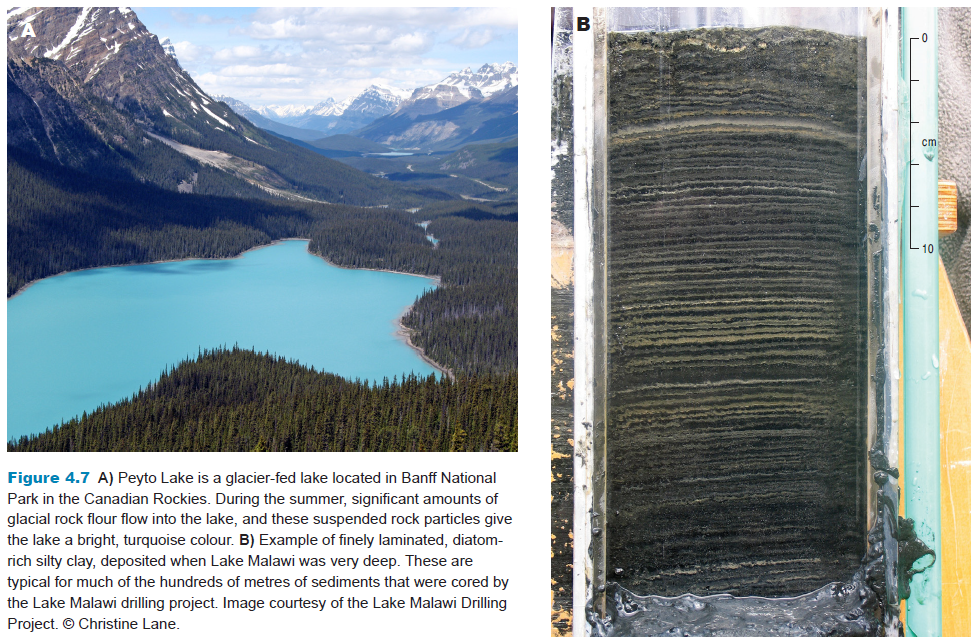 A
B
0
cm
10
Figure 4.7 A) Peyto Lake is a glacier-fed lake located in Banff National
Park in the Canadian Rockies. During the summer, significant amounts of
glacial rock flour flow into the lake, and these suspended rock particles give
the lake a bright, turquoise colour. B) Example of finely laminated, diatom-
rich silty clay, deposited when Lake Malawi was very deep. These are
typical for much of the hundreds of metres of sediments that were cored by
the Lake Malawi drilling project. Image courtesy of the Lake Malawi Drilling
Project. © Christine Lane.